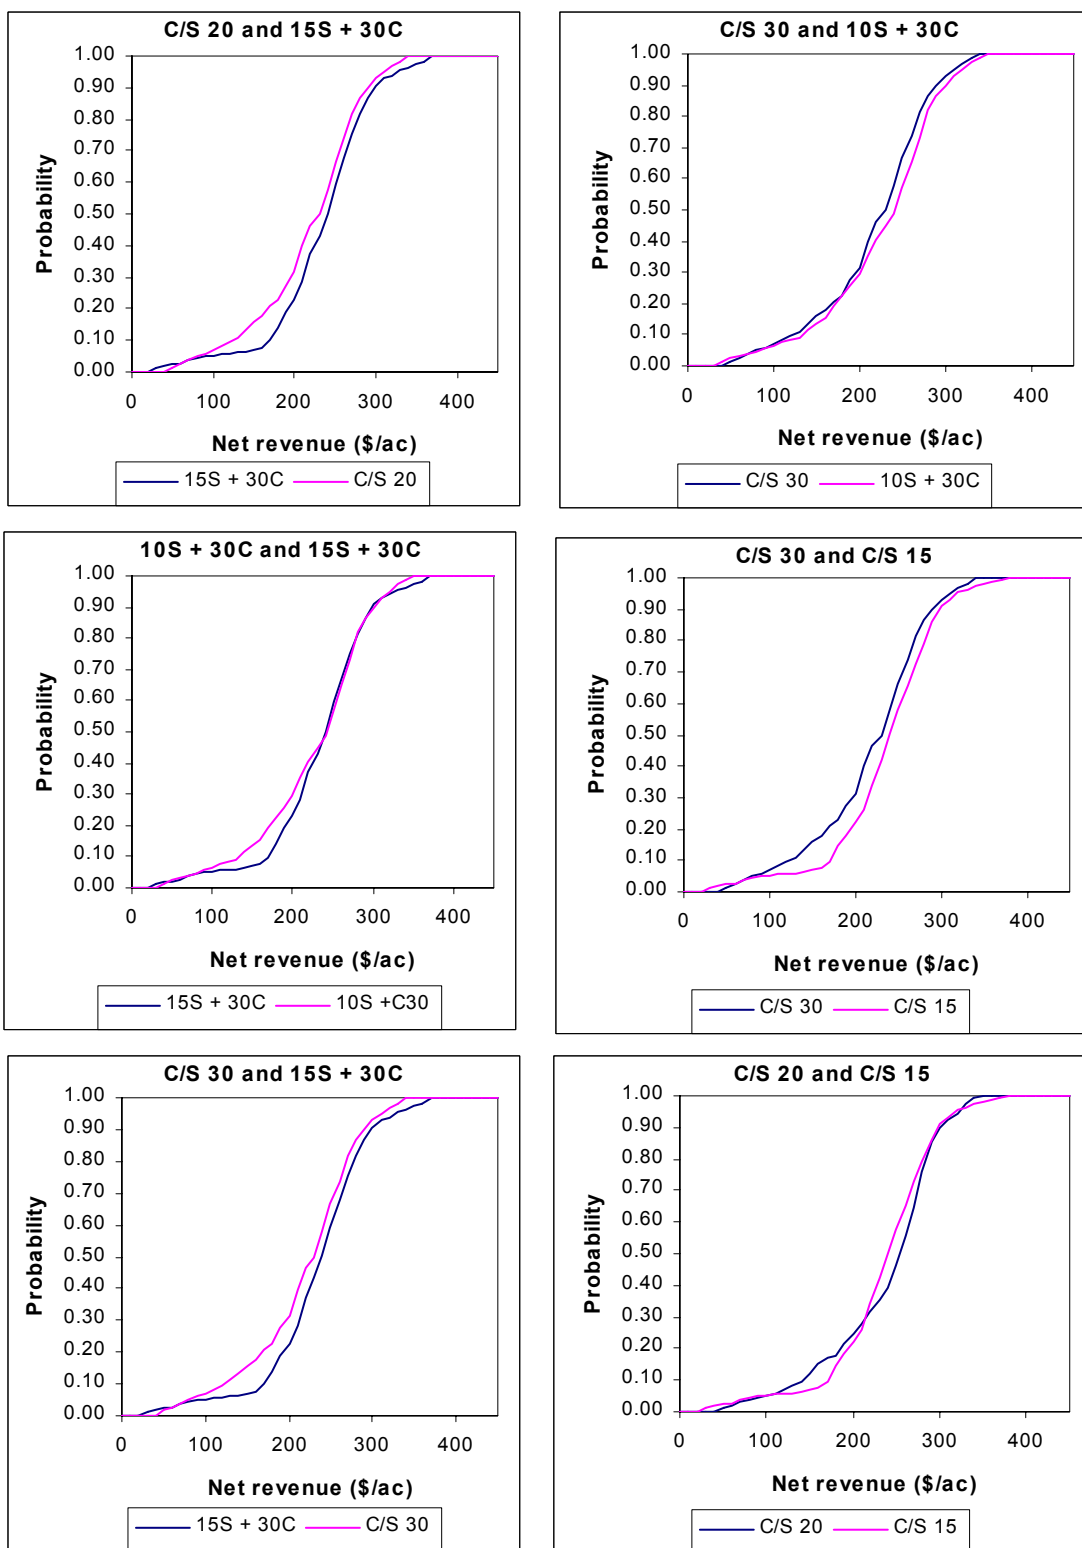 C/S 20 and 15S + 30C
1.00
0.90
0.80
0.70
0.60
0.50
0.40
0.30
0.20
0.10
0.00
Probability
0 100 200 300 400
Net revenue ($/ac)
15S + 30C C/S 20
C/S 30 and 10S + 30C
1.00
0.90
0.80
0.70
0.60
0.50
0.40
0.30
0.20
0.10
0.00
Probability
0 100 200 300 400
Net revenue ($/ac)
C/S 30 10S + 30C
10S + 30C and 15S + 30C
1.00
0.90
0.80
0.70
0.60
0.50
0.40
0.30
0.20
0.10
0.00
Probability
0 100 200 300 400
Net revenue ($/ac)
15S + 30C 10S +C30
C/S 30 and C/S 15
1.00
0.90
0.80
0.70
0.60
0.50
0.40
0.30
0.20
0.10
0.00
Probability
0 100 200 300 400
Net revenue ($/ac)
C/S 30 C/S 15
C/S 30 and 15S + 30C
1.00
0.90
0.80
0.70
0.60
0.50
0.40
0.30
0.20
0.10
0.00
Probability
0 100 200 300 400
Net revenue ($/ac)
15S + 30C C/S 30
C/S 20 and C/S 15
1.00
0.90
0.80
0.70
0.60
0.50
0.40
0.30
0.20
0.10
0.00
Probability
0 100 200 300 400
Net revenue ($/ac)
C/S 20 C/S 15